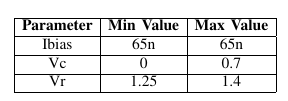 Parameter Min Value Max Value
Ibias 65n 65n
Vc 0 0.7
Vr 1.25 1.4